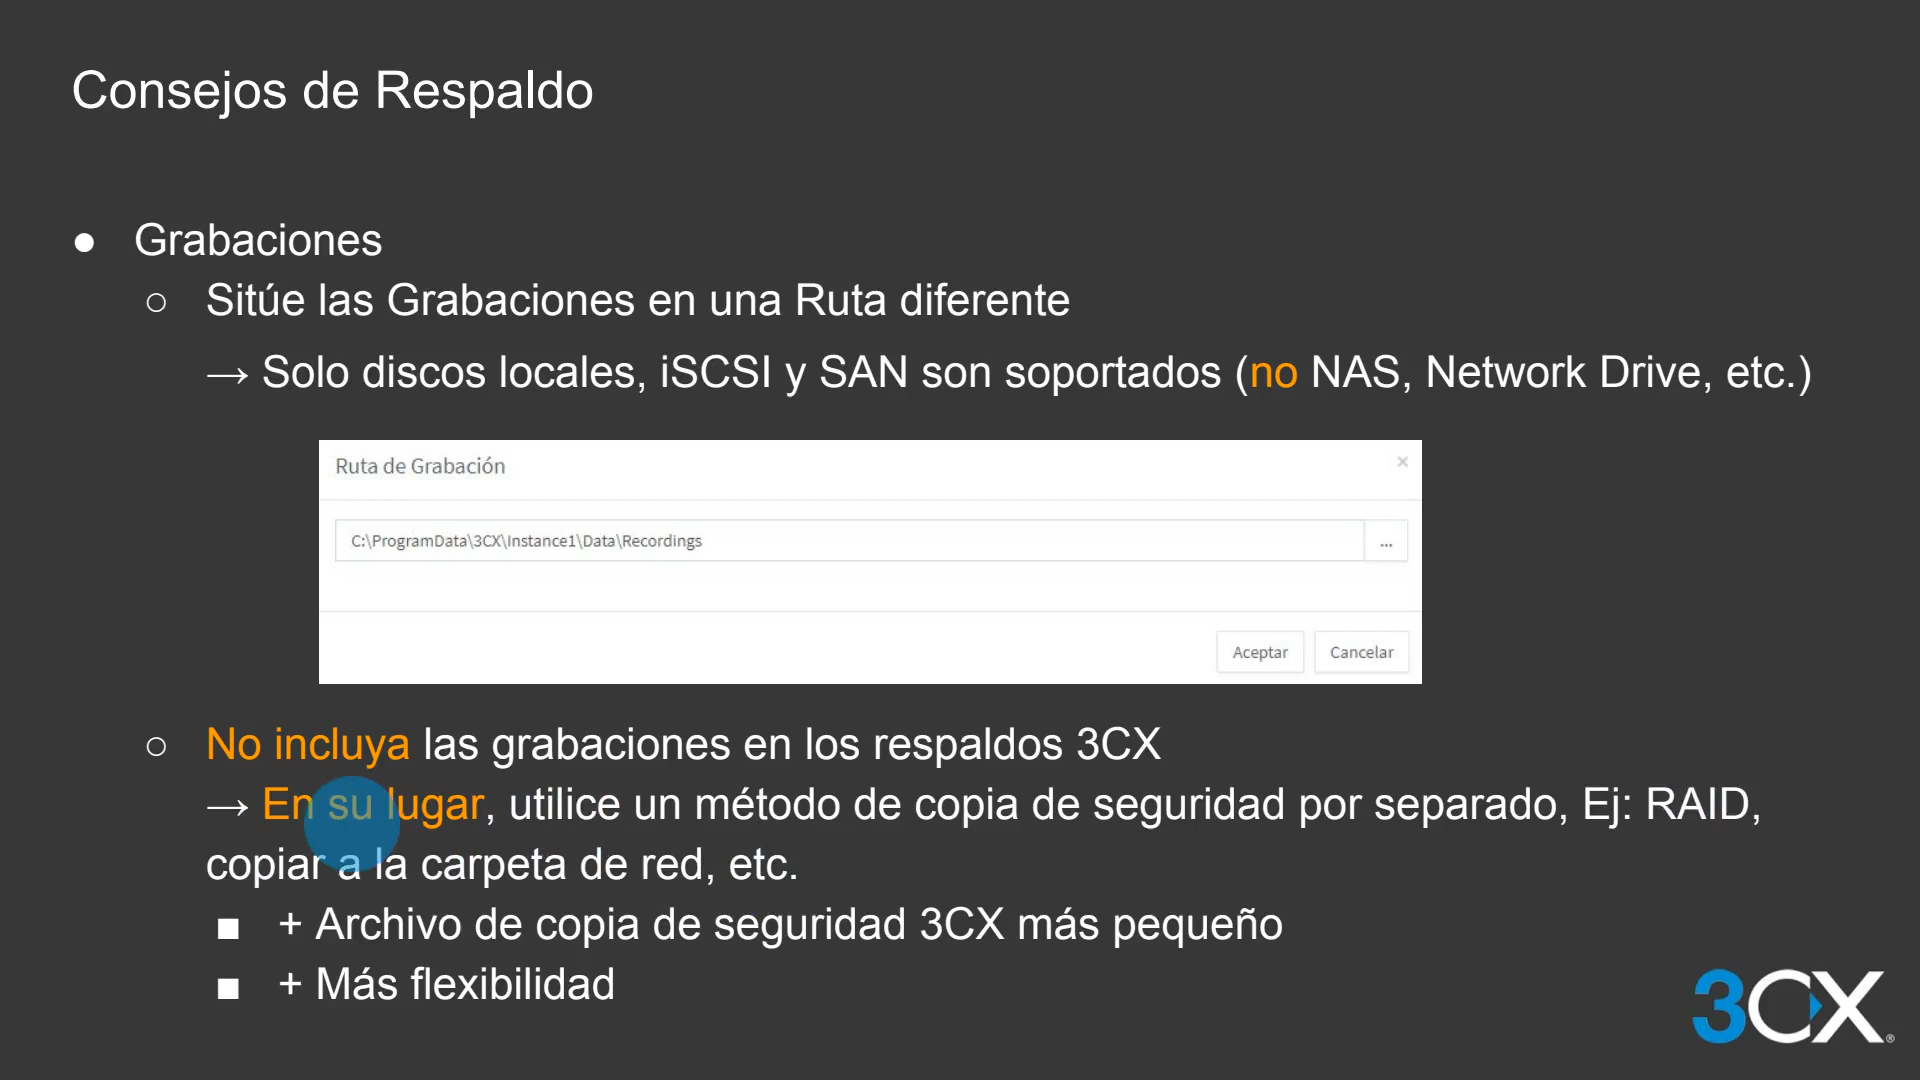 Consejos de Respaldo
● Grabaciones
○ Sitúe las Grabaciones en una Ruta diferente
→ Solo discos locales, iSCSI y SAN son soportados (no NAS, Network Drive, etc.)
Ruta de Grabación ×
C:\ProgramData\3CX\Instance1\Data\Recordings ...
Aceptar Cancelar
○ No incluya las grabaciones en los respaldos 3CX
→ En su lugar, utilice un método de copia de seguridad por separado, Ej: RAID,
copiar a la carpeta de red, etc.
■ + Archivo de copia de seguridad 3CX más pequeño
■ + Más flexibilidad
3CX®